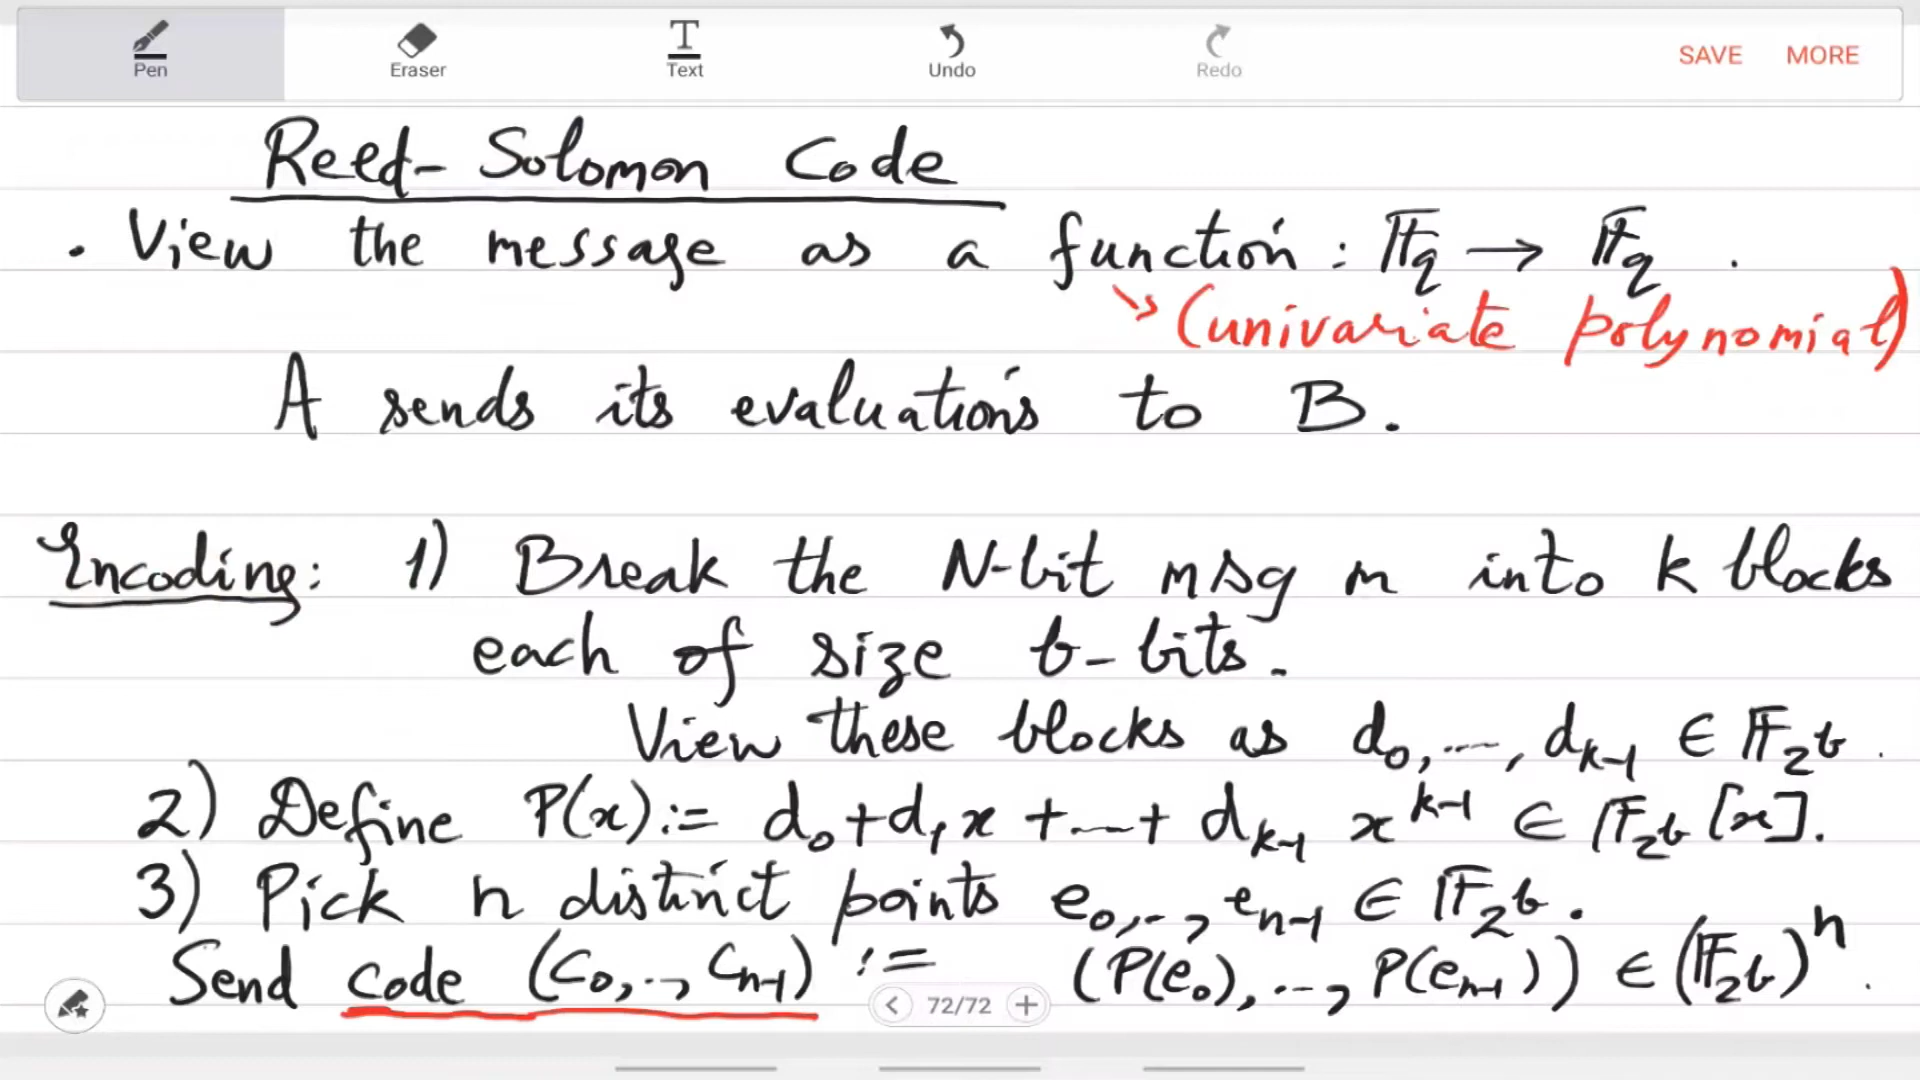 Pen Eraser Text Undo Redo SAVE MORE
Reed-Solomon Code
. View the message as a function : 𝔽q → 𝔽q .
↘ (univariate polynomial)
A sends its evaluations to B.
Encoding: 1) Break the N-bit msg m into k blocks
each of size b-bits.
View these blocks as d₀,...,dₖ₋₁ ∈ 𝔽₂ᵇ .
2) Define P(x) := d₀+d₁x +...+ dₖ₋₁ xᵏ⁻¹ ∈ 𝔽₂ᵇ[x].
3) Pick n distinct points e₀,..,eₙ₋₁ ∈ 𝔽₂ᵇ.
Send code (c₀,..,cₙ₋₁) := (P(e₀),..,P(eₙ₋₁)) ∈ (𝔽₂ᵇ)ⁿ .
< 72/72 +